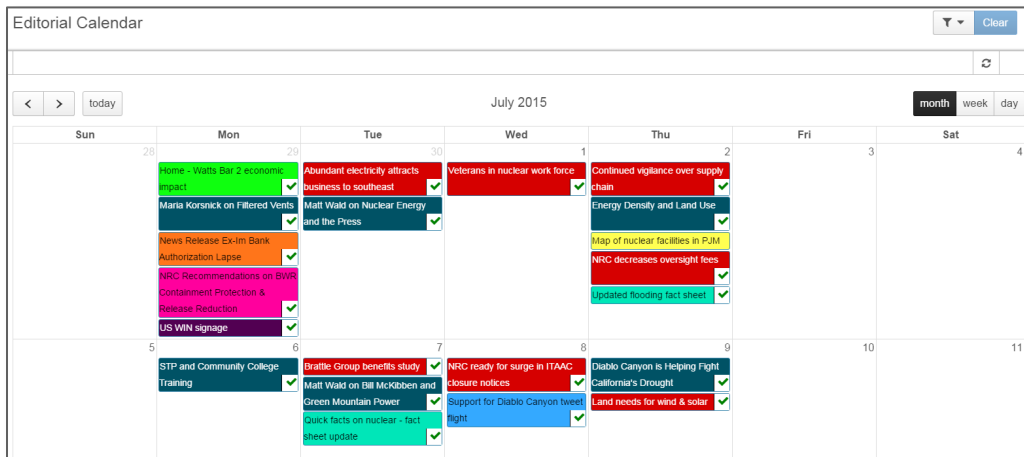 Editorial Calendar
Clear
today
July 2015
month week day
Sun Mon Tue Wed Thu Fri Sat
28 29 30 1 2 3 4
Home - Watts Bar 2 economic
impact
Maria Korsnick on Filtered Vents
News Release Ex-Im Bank
Authorization Lapse
NRC Recommendations on BWR
Containment Protection &
Release Reduction
US WIN signage
Abundant electricity attracts
business to southeast
Matt Wald on Nuclear Energy
and the Press
Veterans in nuclear work force
Continued vigilance over supply
chain
Energy Density and Land Use
Map of nuclear facilities in PJM
NRC decreases oversight fees
Updated flooding fact sheet
5 6 7 8 9 10 11
STP and Community College
Training
Brattle Group benefits study
Matt Wald on Bill McKibben and
Green Mountain Power
Quick facts on nuclear - fact
sheet update
NRC ready for surge in ITAAC
closure notices
Support for Diablo Canyon tweet
flight
Diablo Canyon is Helping Fight
California's Drought
Land needs for wind & solar